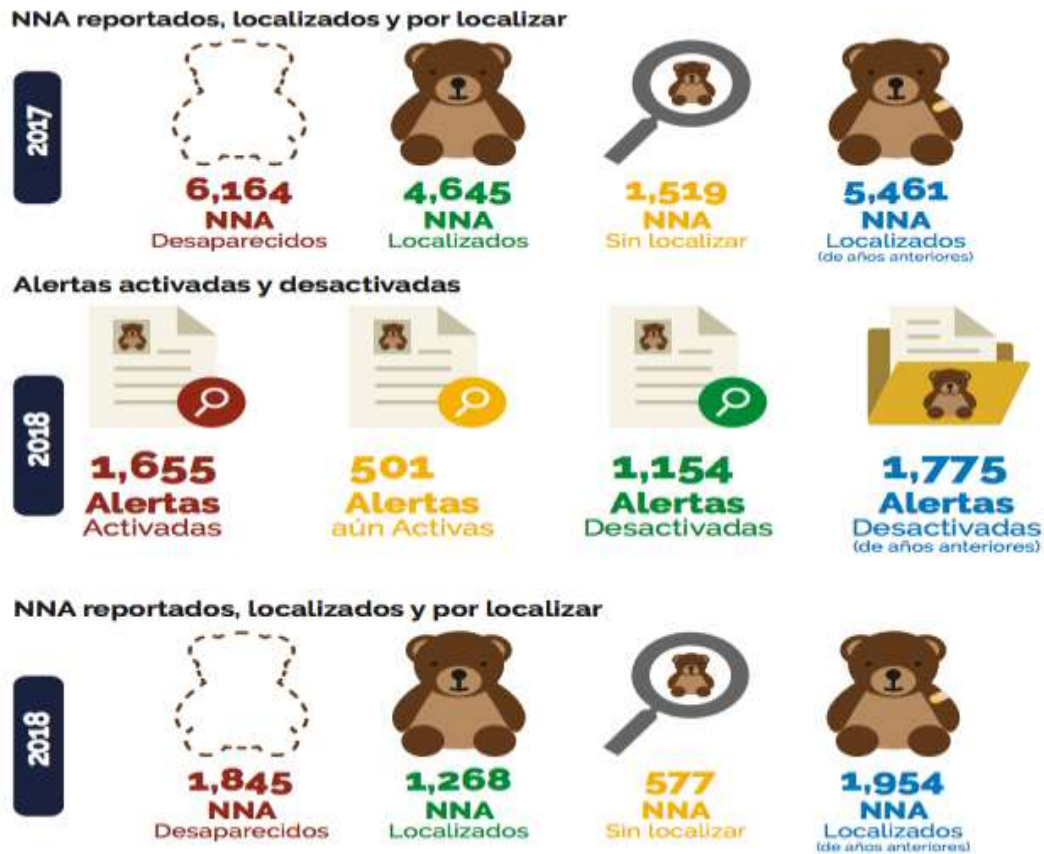 NNA reportados, localizados y por localizar
2017
6,164
NNA
Desaparecidos
4,645
NNA
Localizados
1,519
NNA
Sin localizar
5,461
NNA
Localizados
(de años anteriores)
Alertas activadas y desactivadas
2018
1,655
Alertas
Activadas
501
Alertas
aún Activas
1,154
Alertas
Desactivadas
1,775
Alertas
Desactivadas
(de años anteriores)
NNA reportados, localizados y por localizar
2018
1,845
NNA
Desaparecidos
1,268
NNA
Localizados
577
NNA
Sin localizar
1,954
NNA
Localizados
(de años anteriores)